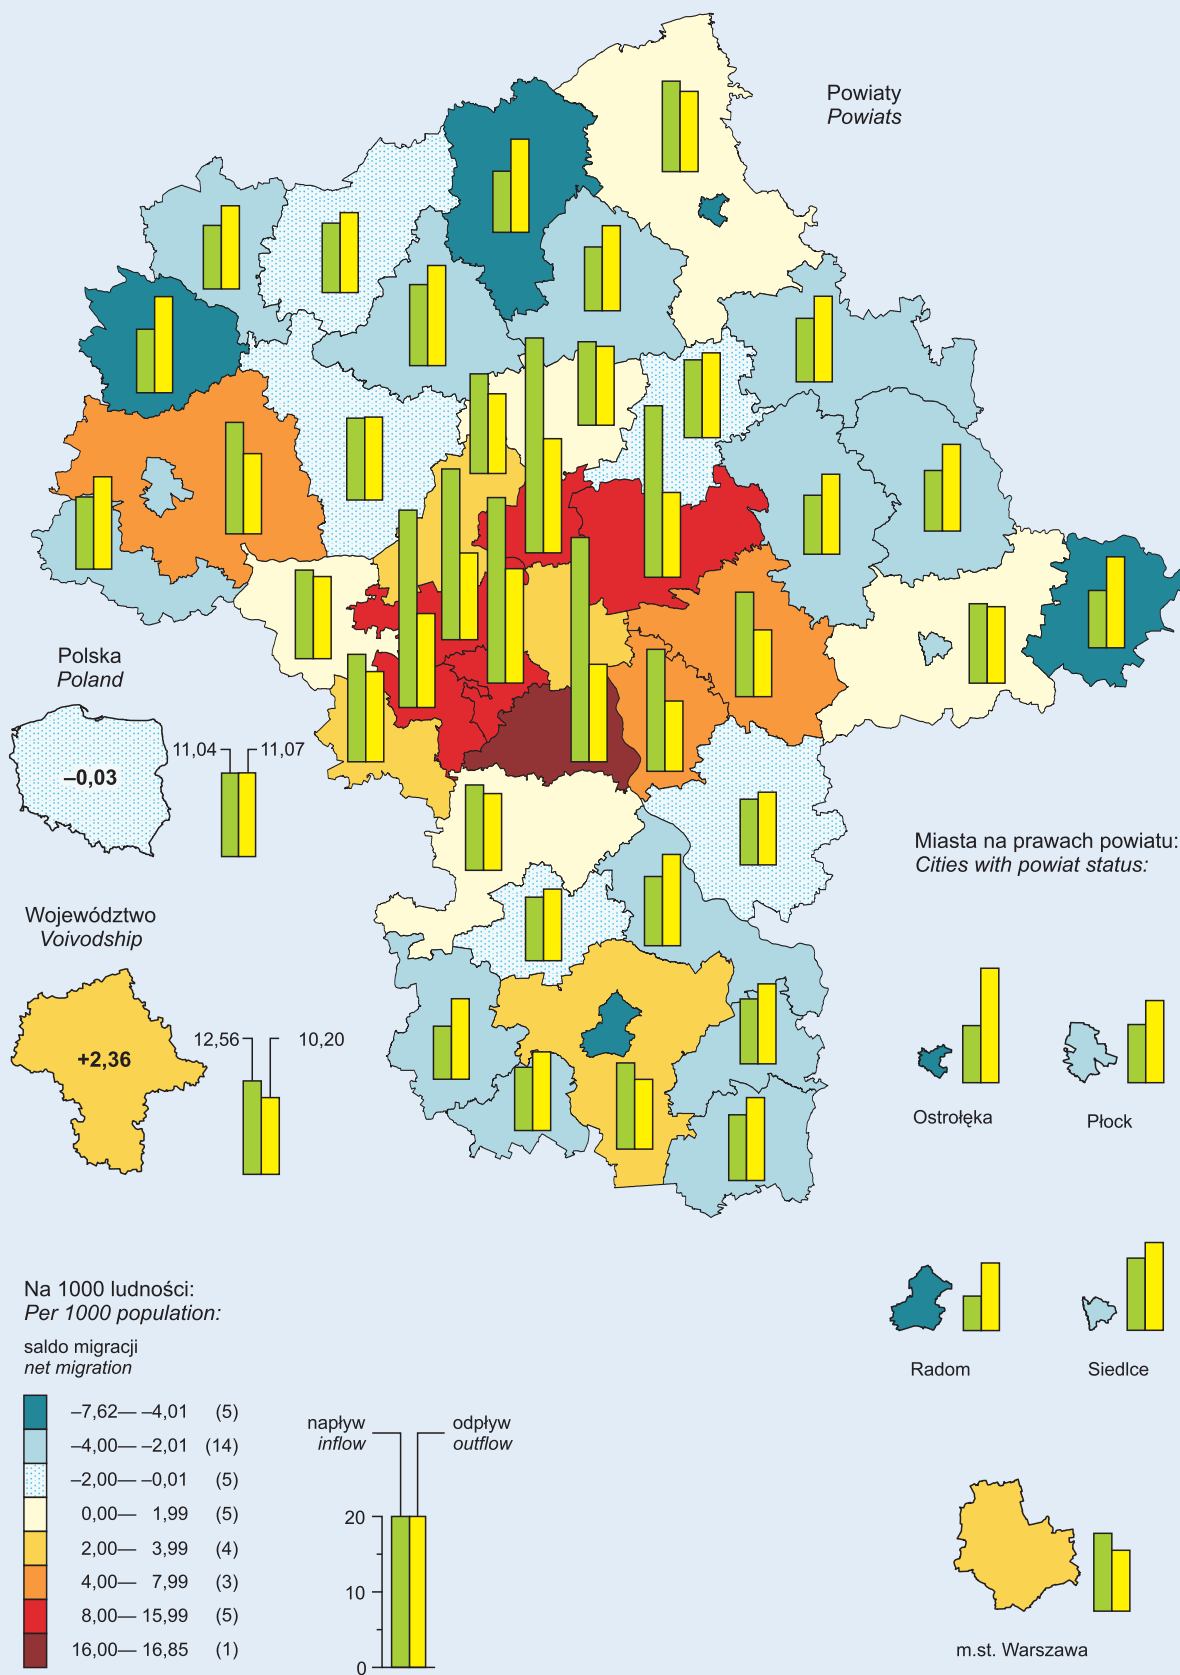 Powiaty
Powiats
Polska
Poland
11,04
11,07
–0,03
Województwo
Voivodship
12,56
10,20
+2,36
Miasta na prawach powiatu:
Cities with powiat status:
Ostrołęka
Płock
Radom
Siedlce
m.st. Warszawa
Na 1000 ludności:
Per 1000 population:
saldo migracji
net migration
–7,62— –4,01 (5)
–4,00— –2,01 (14)
–2,00— –0,01 (5)
0,00— 1,99 (5)
2,00— 3,99 (4)
4,00— 7,99 (3)
8,00— 15,99 (5)
16,00— 16,85 (1)
napływ
inflow
odpływ
outflow
20
10
0